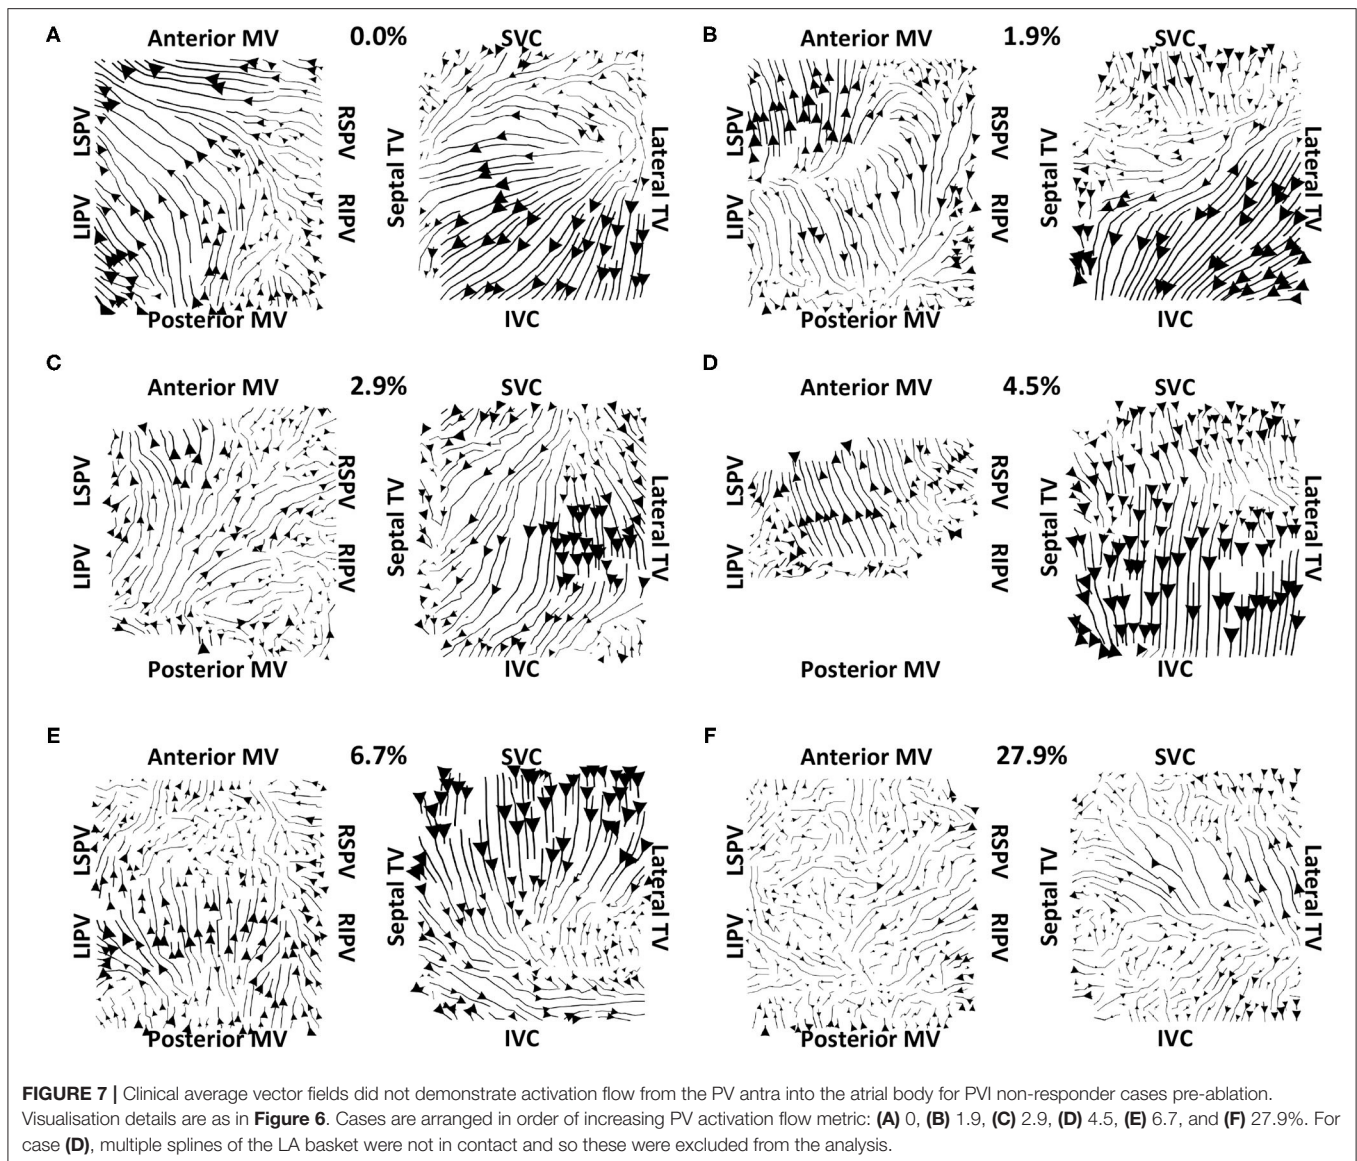 A
Anterior MV 0.0% SVC
LSPV RSPV Septal TV Lateral TV
LIPV RIPV
Posterior MV IVC
B
Anterior MV 1.9% SVC
LSPV RSPV Septal TV Lateral TV
LIPV RIPV
Posterior MV IVC
C
Anterior MV 2.9% SVC
LSPV RSPV Septal TV Lateral TV
LIPV RIPV
Posterior MV IVC
D
Anterior MV 4.5% SVC
LSPV RSPV Septal TV Lateral TV
LIPV RIPV
Posterior MV IVC
E
Anterior MV 6.7% SVC
LSPV RSPV Septal TV Lateral TV
LIPV RIPV
Posterior MV IVC
F
Anterior MV 27.9% SVC
LSPV RSPV Septal TV Lateral TV
LIPV RIPV
Posterior MV IVC
FIGURE 7 | Clinical average vector fields did not demonstrate activation flow from the PV antra into the atrial body for PVI non-responder cases pre-ablation.
Visualisation details are as in Figure 6. Cases are arranged in order of increasing PV activation flow metric: (A) 0, (B) 1.9, (C) 2.9, (D) 4.5, (E) 6.7, and (F) 27.9%. For
case (D), multiple splines of the LA basket were not in contact and so these were excluded from the analysis.